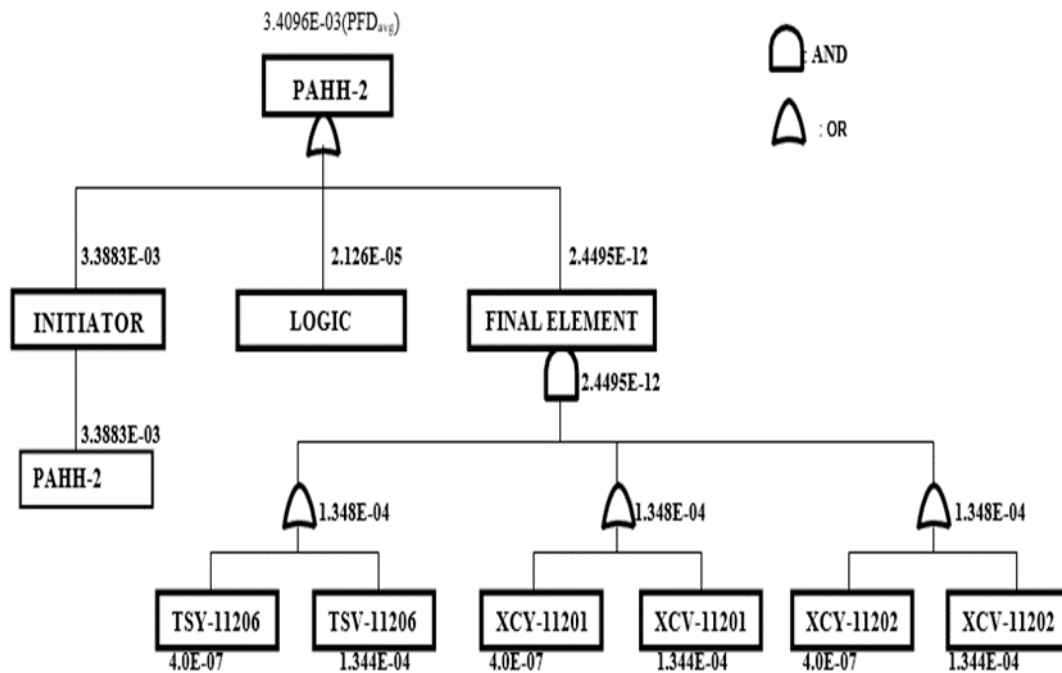 3.4096E-03(PFDavg)
PAHH-2
: AND
: OR
3.3883E-03
2.126E-05
2.4495E-12
INITIATOR
LOGIC
FINAL ELEMENT
2.4495E-12
3.3883E-03
PAHH-2
1.348E-04
1.348E-04
1.348E-04
TSY-11206
TSV-11206
XCY-11201
XCV-11201
XCY-11202
XCV-11202
4.0E-07
1.344E-04
4.0E-07
1.344E-04
4.0E-07
1.344E-04